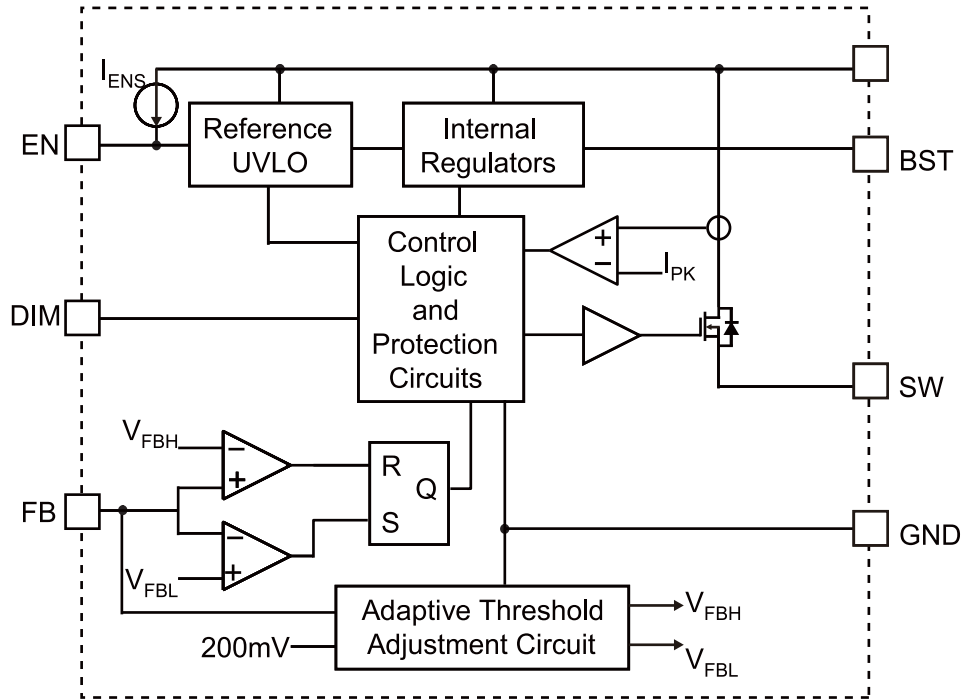 I_ENS
EN
Reference
UVLO
Internal
Regulators
BST
Control
Logic
and
Protection
Circuits
+
−
I_PK
DIM
SW
V_FBH
−
+
R
Q
S
FB
−
+
V_FBL
GND
Adaptive Threshold
Adjustment Circuit
200mV
V_FBH
V_FBL